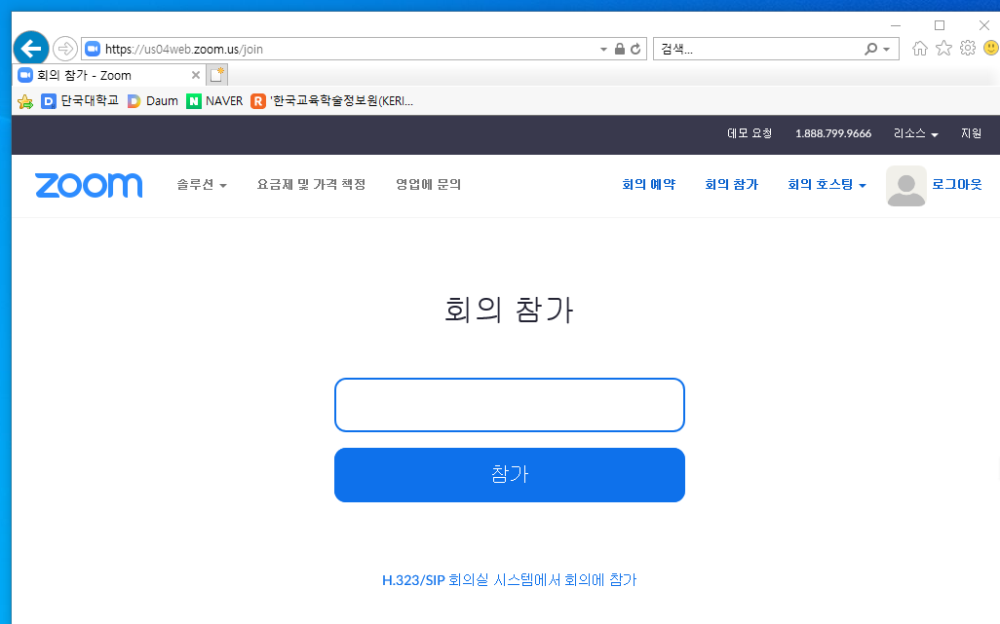 https://us04web.zoom.us/join
검색...
회의 참가 - Zoom
단국대학교 Daum NAVER '한국교육학술정보원(KERI...
데모 요청 1.888.799.9666 리소스 지원
zoom 솔루션 요금제 및 가격 책정 영업에 문의 회의 예약 회의 참가 회의 호스팅 로그아웃
회의 참가
참가
H.323/SIP 회의실 시스템에서 회의에 참가